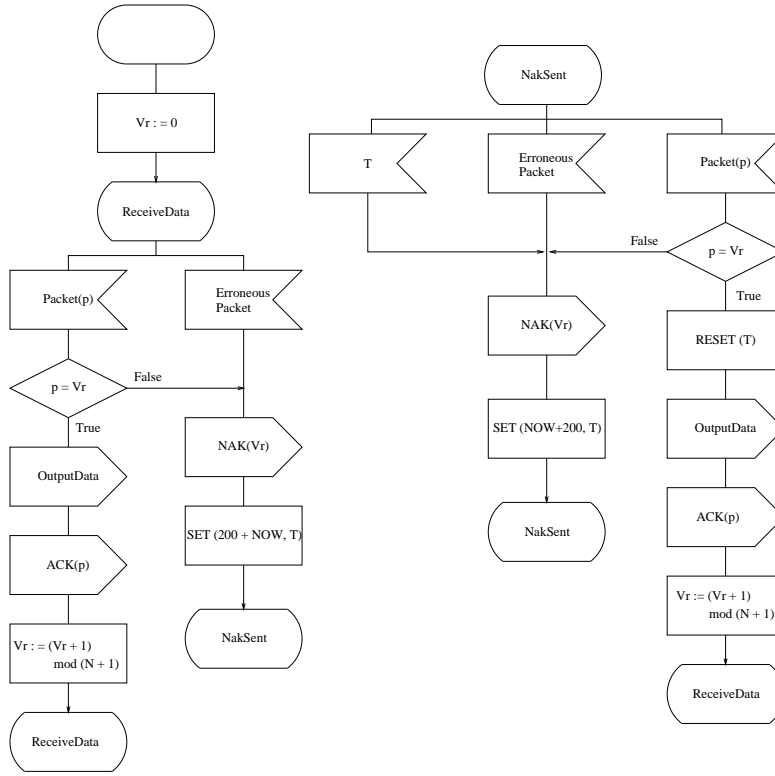 Vr : = 0
ReceiveData
Packet(p)
Erroneous
Packet
p = Vr
False
True
NAK(Vr)
OutputData
SET (200 + NOW, T)
ACK(p)
NakSent
Vr := (Vr + 1)
mod (N + 1)
ReceiveData
NakSent
T
Erroneous
Packet
Packet(p)
False
p = Vr
True
NAK(Vr)
RESET (T)
SET (NOW+200, T)
OutputData
NakSent
ACK(p)
Vr := (Vr + 1)
mod (N + 1)
ReceiveData